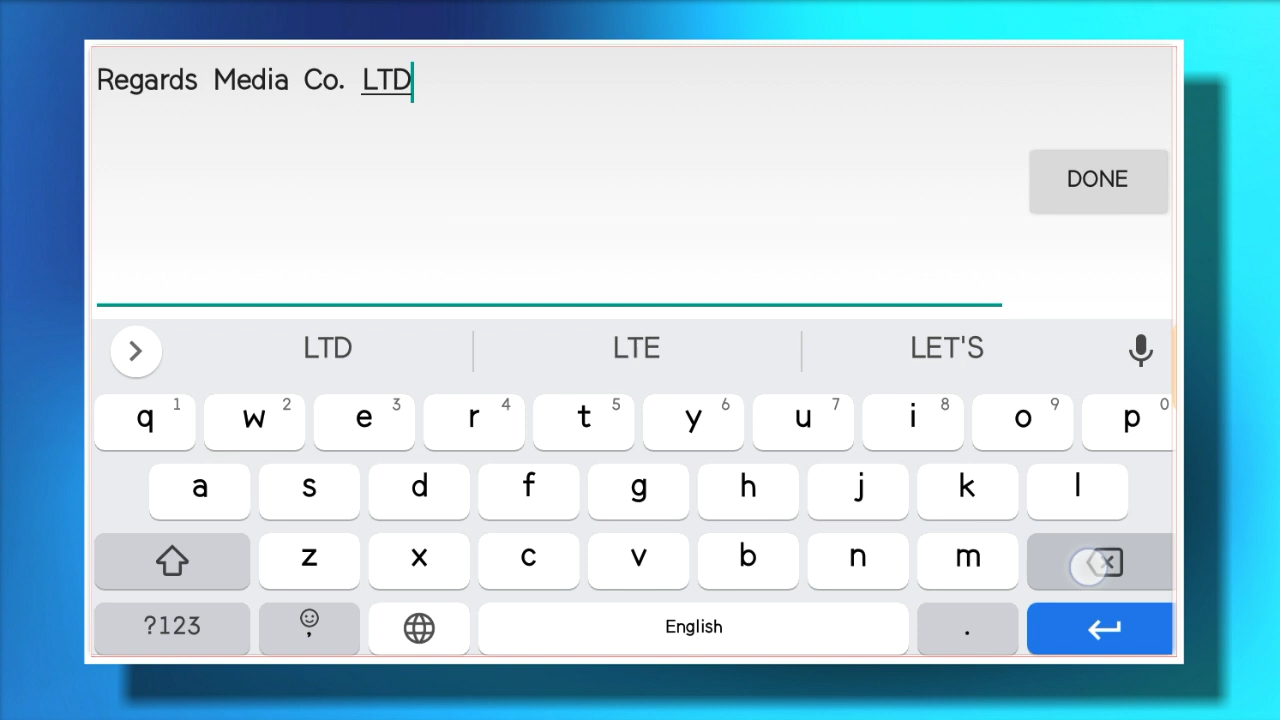 Regards Media Co. LTD
DONE
LTD LTE LET'S
q 1 w 2 e 3 r 4 t 5 y 6 u 7 i 8 o 9 p 0
a s d f g h j k l
z x c v b n m
?123 , English .